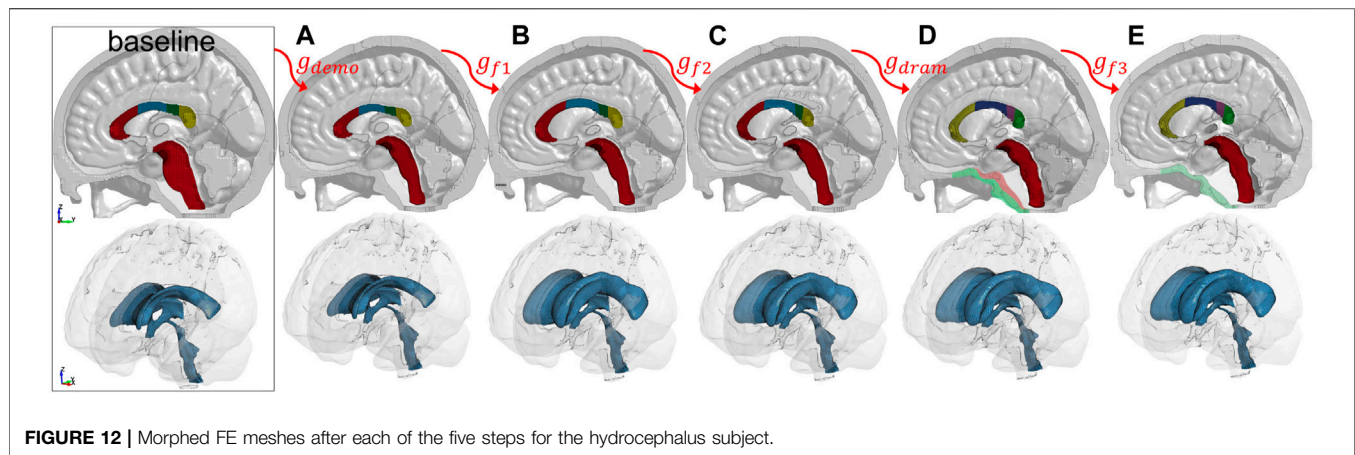 baseline
A
B
C
D
E
g_demo
g_f1
g_f2
g_dram
g_f3
Z
Y
Z
FIGURE 12 | Morphed FE meshes after each of the five steps for the hydrocephalus subject.